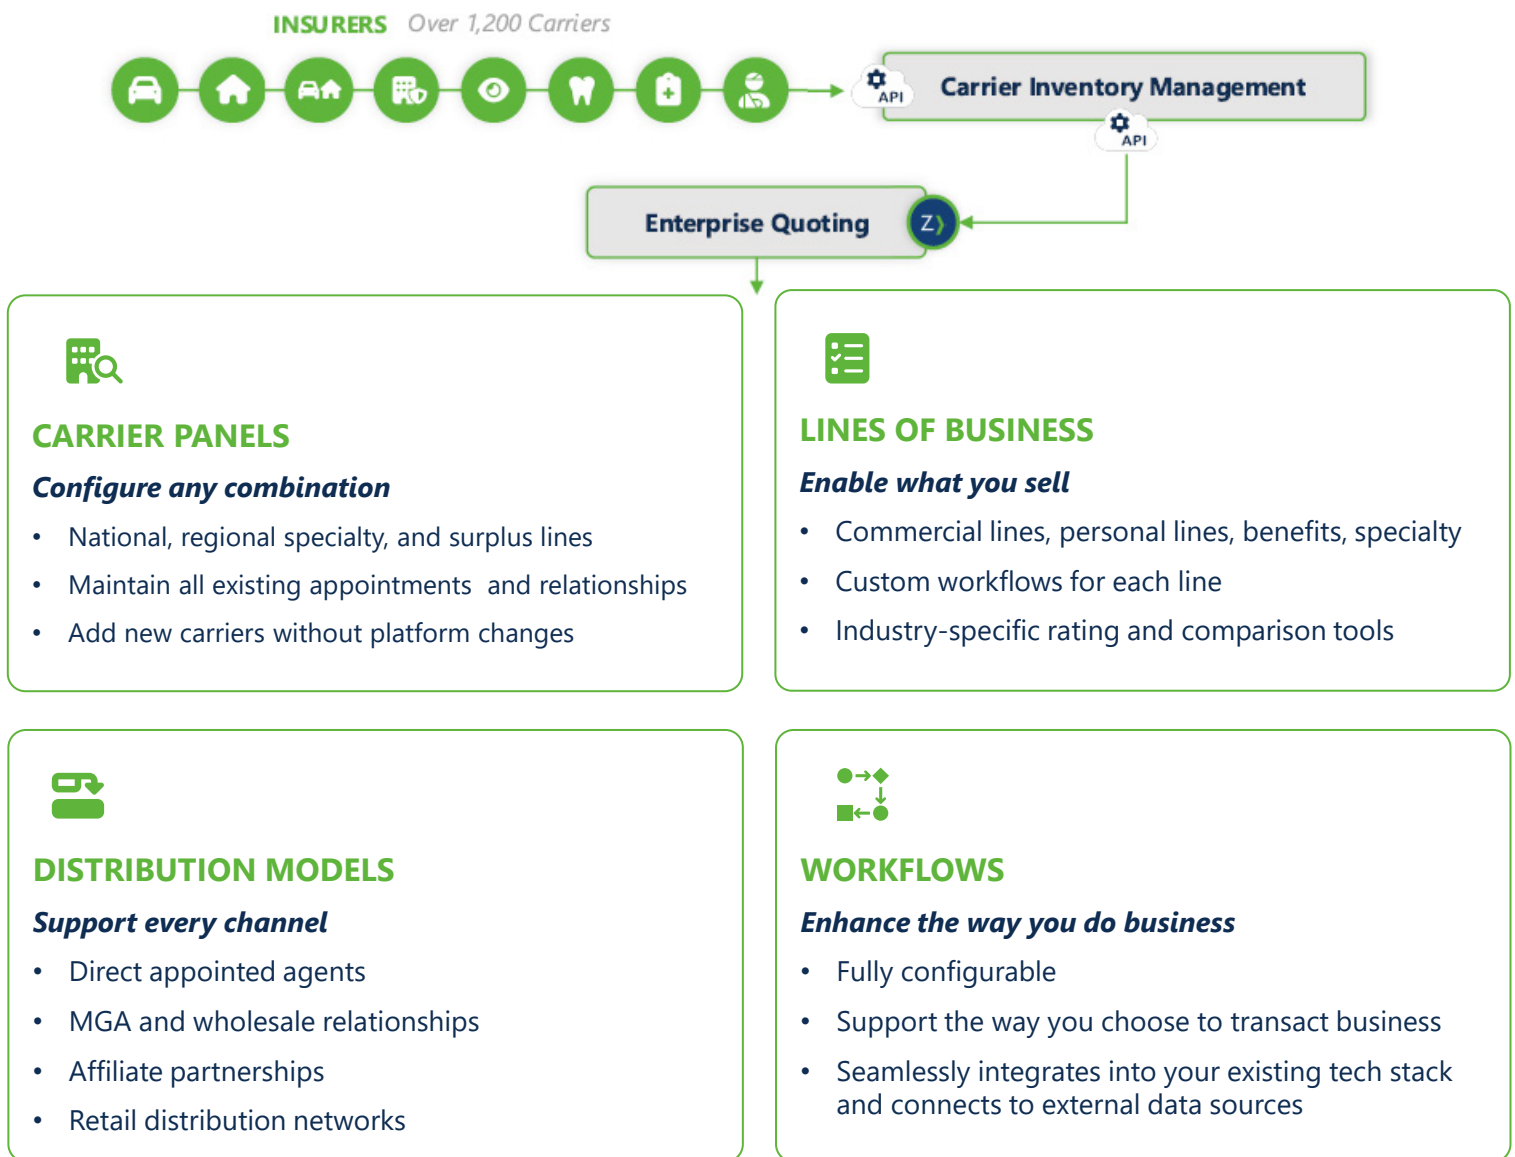 INSURERS Over 1,200 Carriers
API
Carrier Inventory Management
API
Enterprise Quoting
Z
CARRIER PANELS
Configure any combination
• National, regional specialty, and surplus lines
• Maintain all existing appointments  and relationships
• Add new carriers without platform changes
LINES OF BUSINESS
Enable what you sell
• Commercial lines, personal lines, benefits, specialty
• Custom workflows for each line
• Industry-specific rating and comparison tools
DISTRIBUTION MODELS
Support every channel
• Direct appointed agents
• MGA and wholesale relationships
• Affiliate partnerships
• Retail distribution networks
WORKFLOWS
Enhance the way you do business
• Fully configurable
• Support the way you choose to transact business
• Seamlessly integrates into your existing tech stack
and connects to external data sources